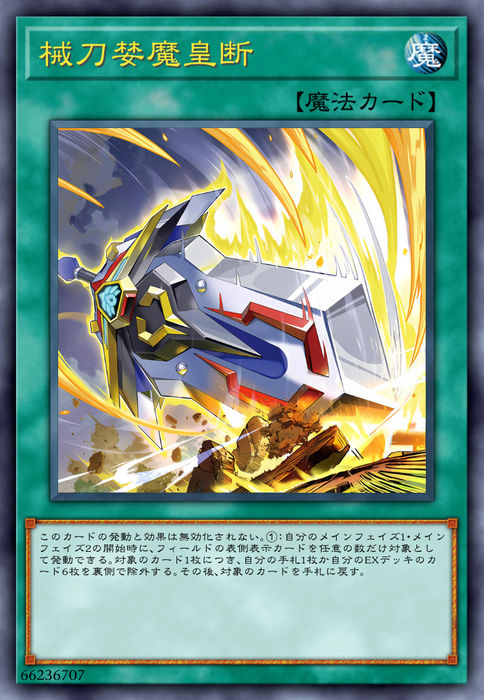 械刀婪魔皇断
魔
【魔法カード】
このカードの発動と効果は無効化されない。①:自分のメインフェイズ1・メイン
フェイズ2の開始時に、フィールドの表側表示カードを任意の数だけ対象とし
て発動できる。対象のカード1枚につき、自分の手札1枚か自分のEXデッキのカ
ード6枚を裏側で除外する。その後、対象のカードを手札に戻す。
66236707